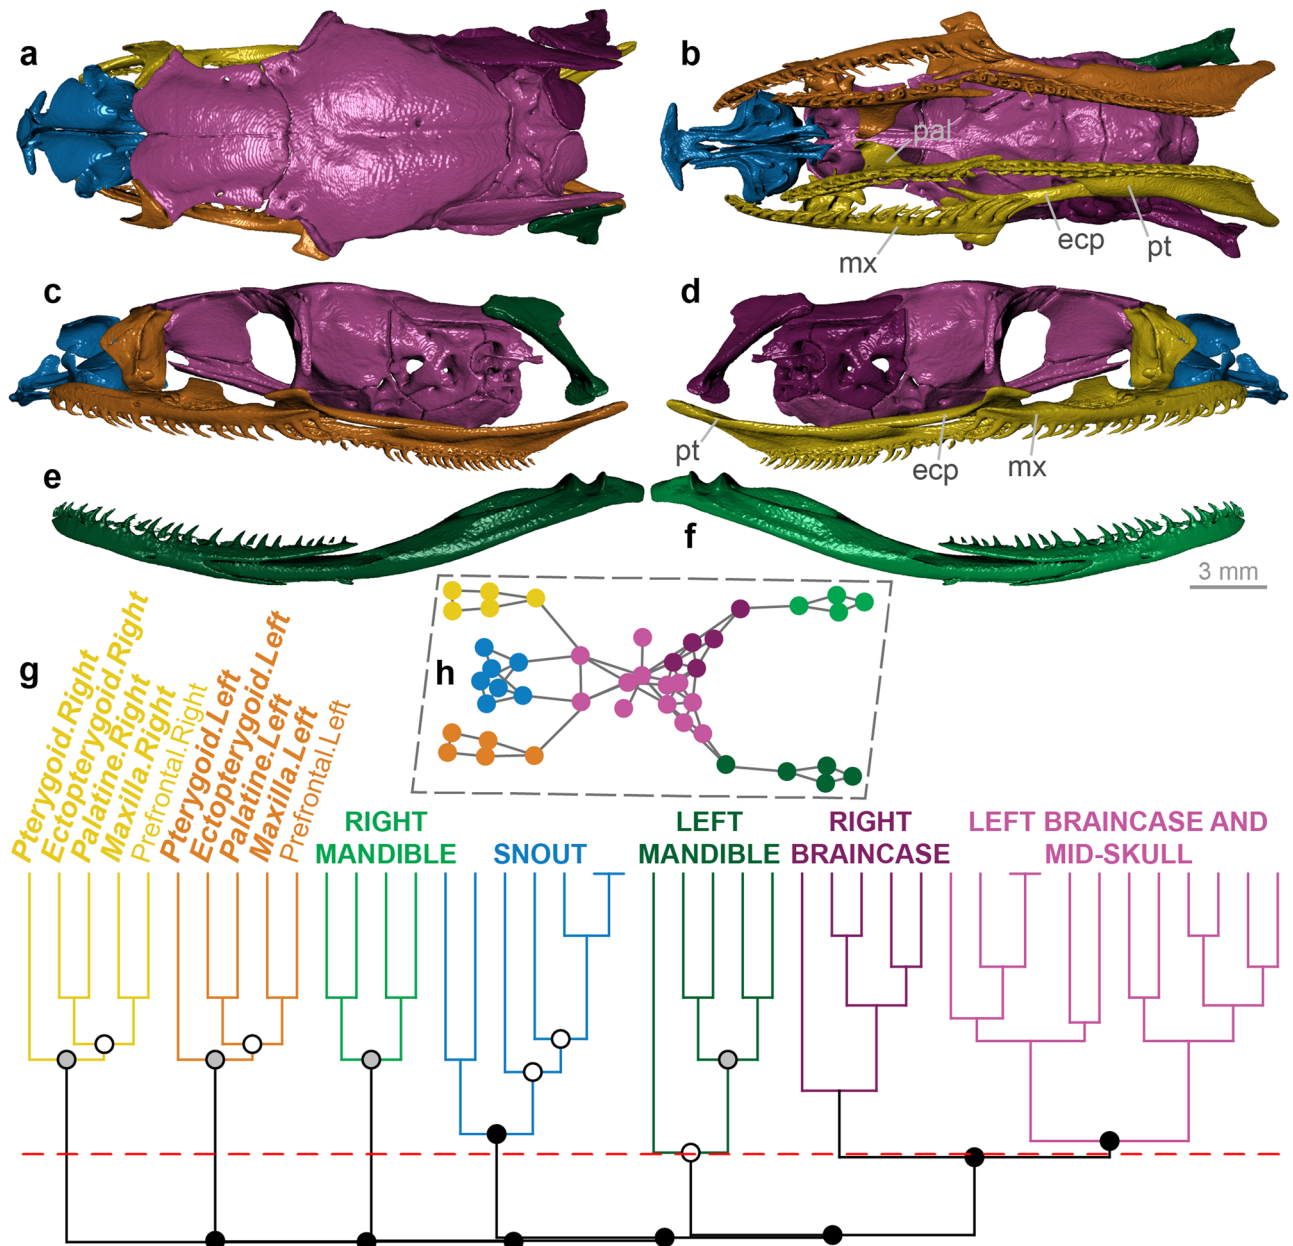 a
b
pal
ecp
pt
mx
c
d
pt
ecp
mx
e
f
3 mm
g
h
Pterygoid.Right
Ectopterygoid.Right
Palatine.Right
Maxilla.Right
Prefrontal.Right
Pterygoid.Left
Ectopterygoid.Left
Palatine.Left
Maxilla.Left
Prefrontal.Left
RIGHT
MANDIBLE
SNOUT
LEFT
MANDIBLE
RIGHT
BRAINCASE
LEFT BRAINCASE AND
MID-SKULL